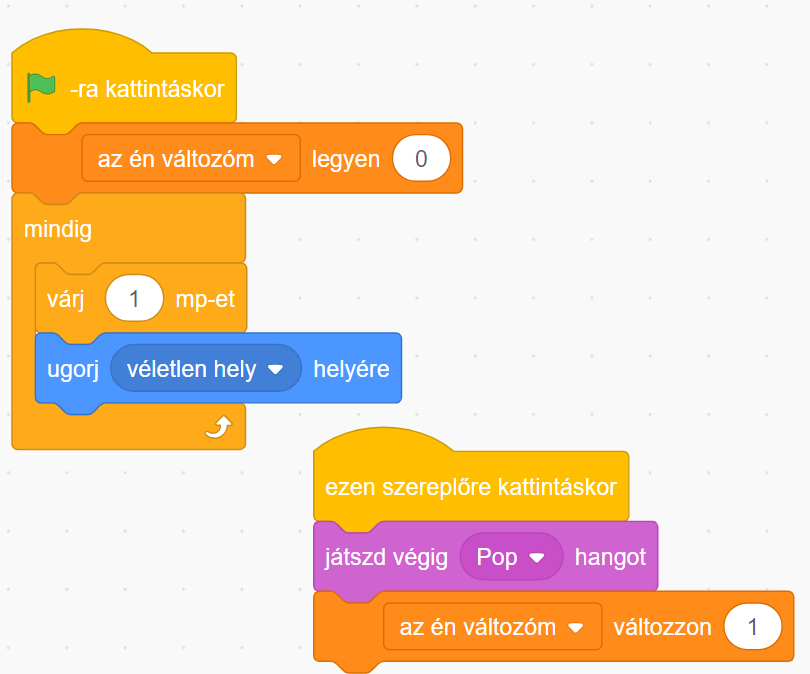 -ra kattintáskor
az én változóm legyen 0
mindig
várj 1 mp-et
ugorj véletlen hely helyére
ezen szereplőre kattintáskor
játszd végig Pop hangot
az én változóm változzon 1